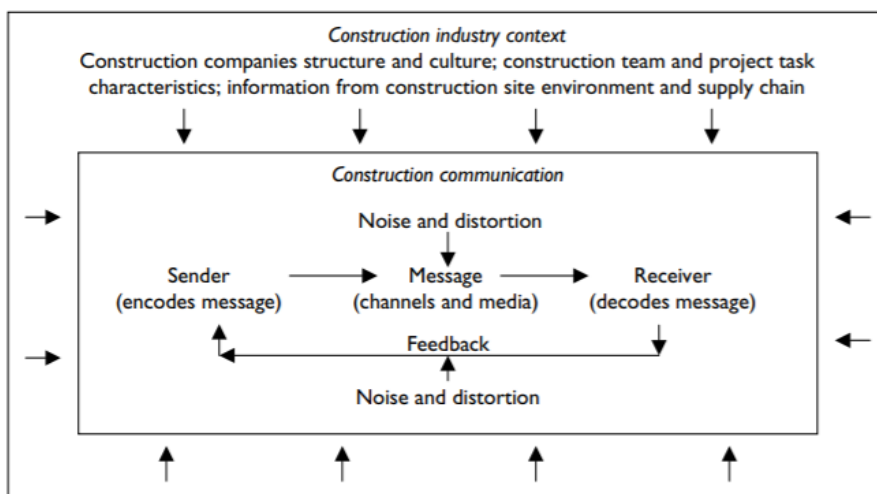 Construction industry context
Construction companies structure and culture; construction team and project task
characteristics; information from construction site environment and supply chain
Construction communication
Noise and distortion
Sender
(encodes message)
Message
(channels and media)
Receiver
(decodes message)
Feedback
Noise and distortion